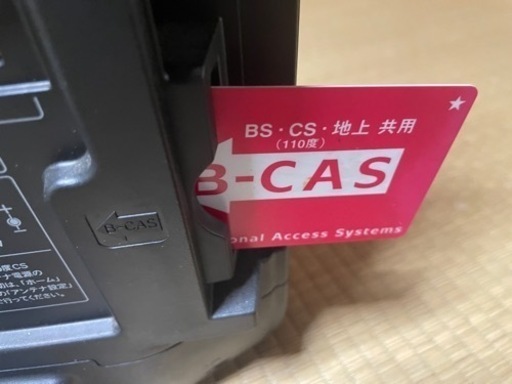 BS・CS・地上 共用
(110度)
B-CAS
onal Access Systems
B-CAS
度CS
ナ電源の
は、「ホーム」
「アンテナ設定」
行ってください。